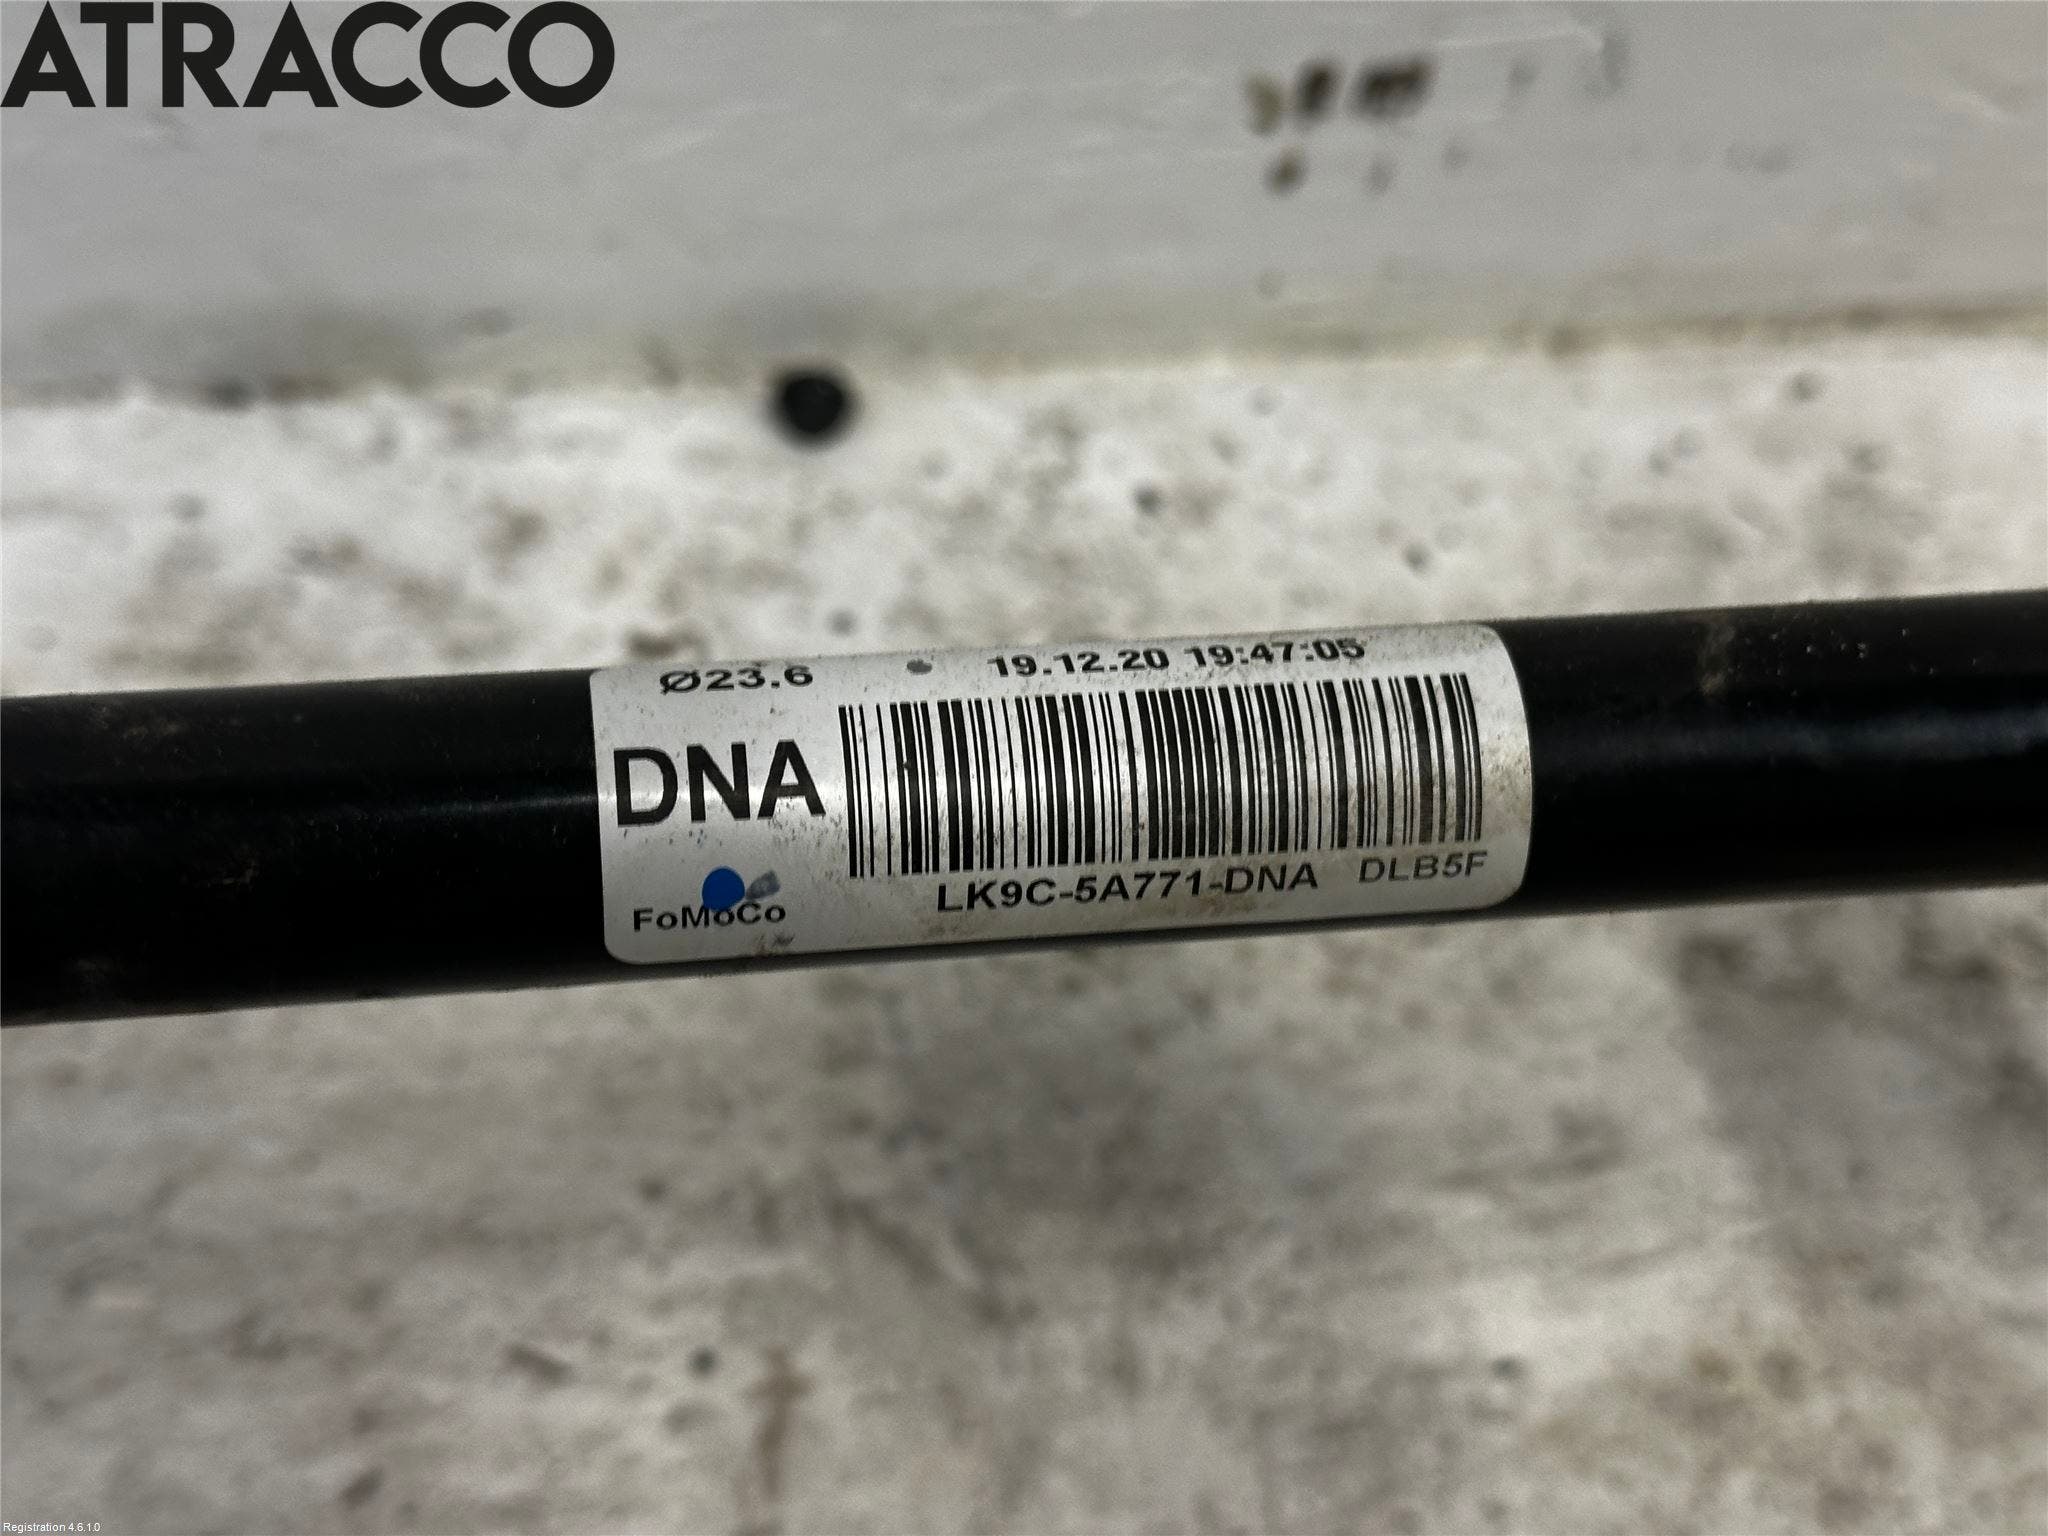 ATRACCO
Ø23.6 19.12.20 19:47:05
DNA
FoMoCo
LK9C-5A771-DNA DLB5F
Registration 4.6.1.0